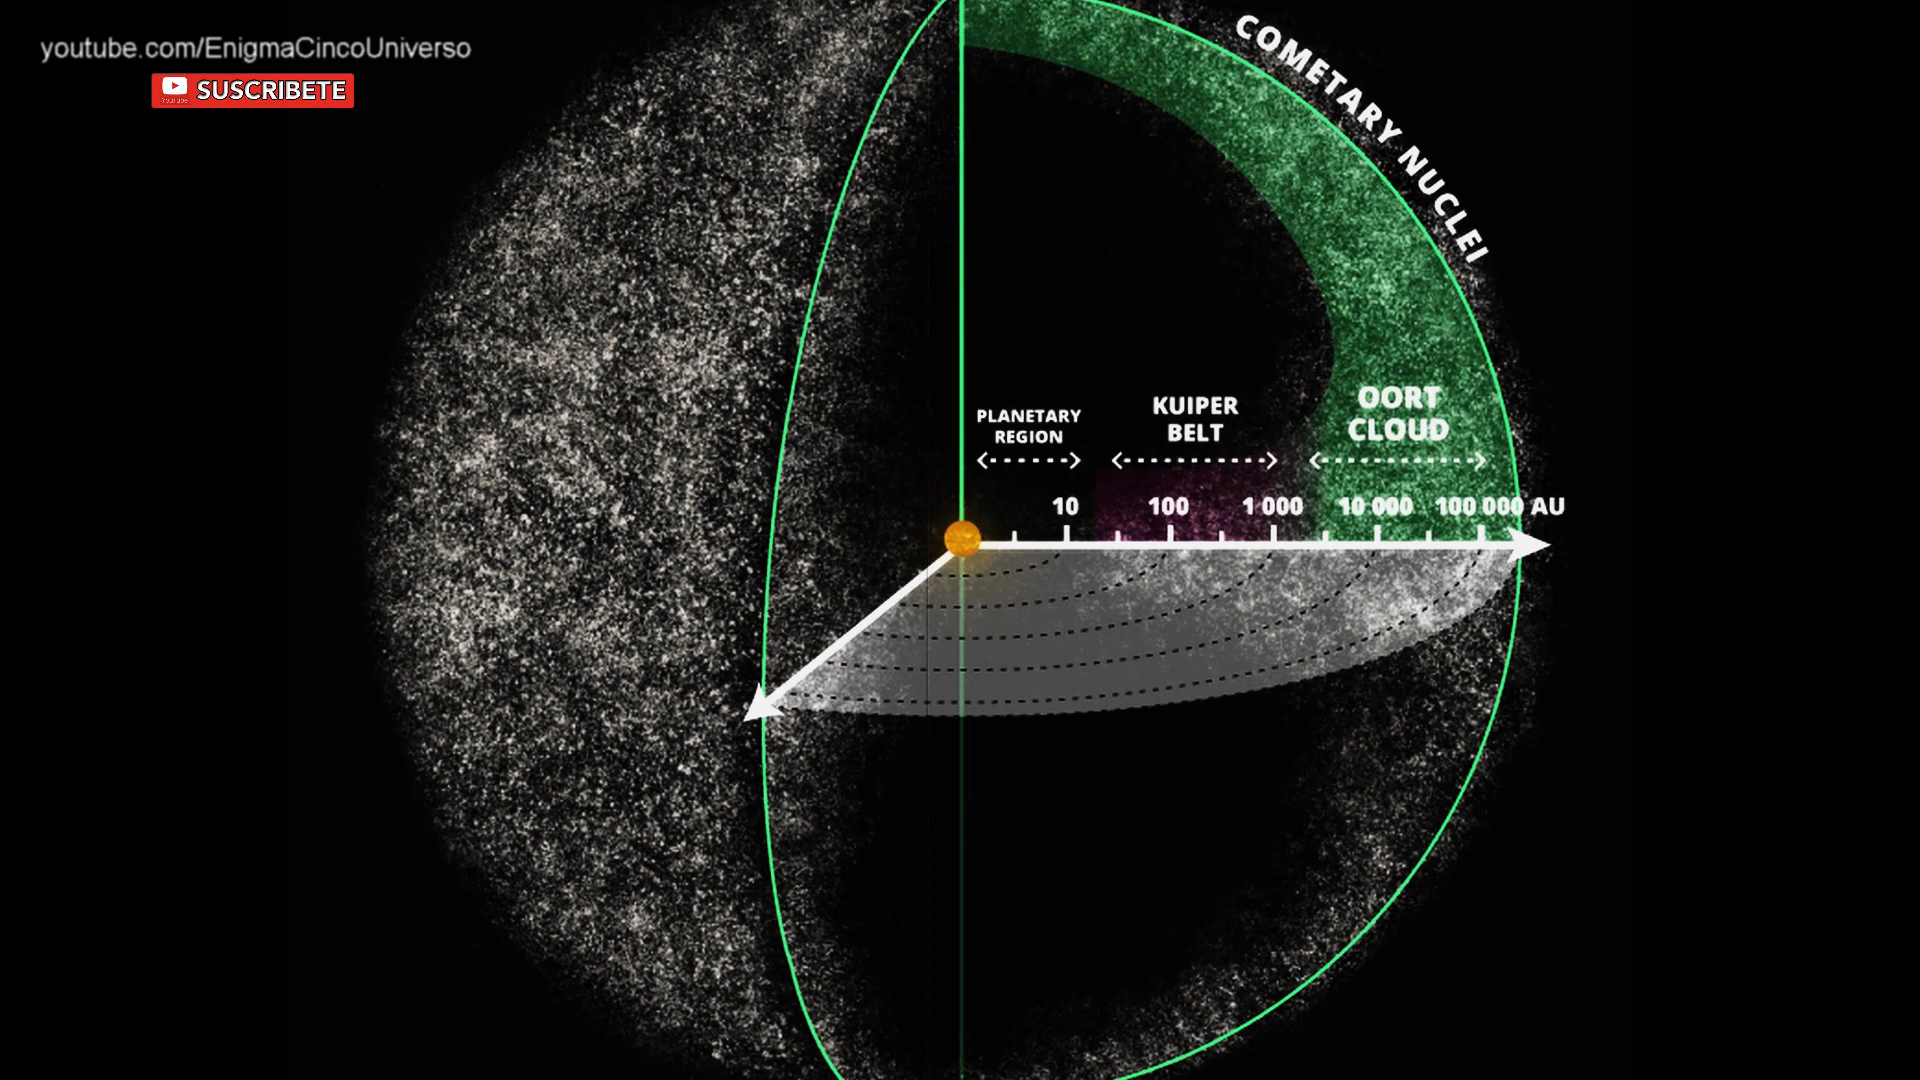 youtube.com/EnigmaCincoUniverso
YouTube
SUSCRIBETE
COMETARY NUCLEI
PLANETARY
REGION
KUIPER
BELT
OORT
CLOUD
10
100
1 000
10 000
100 000 AU